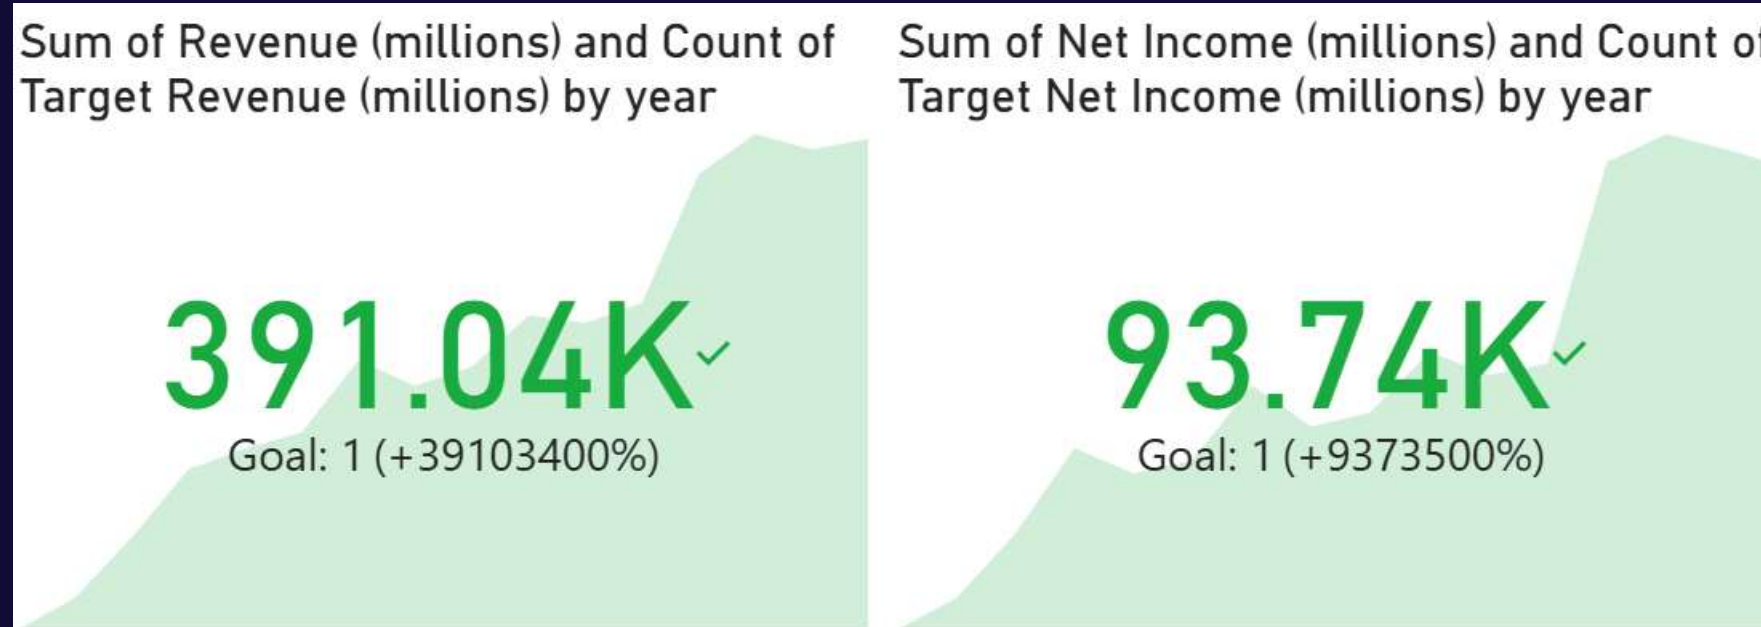 Sum of Revenue (millions) and Count of
Target Revenue (millions) by year
391.04K
Goal: 1 (+39103400%)
Sum of Net Income (millions) and Count of
Target Net Income (millions) by year
93.74K
Goal: 1 (+9373500%)